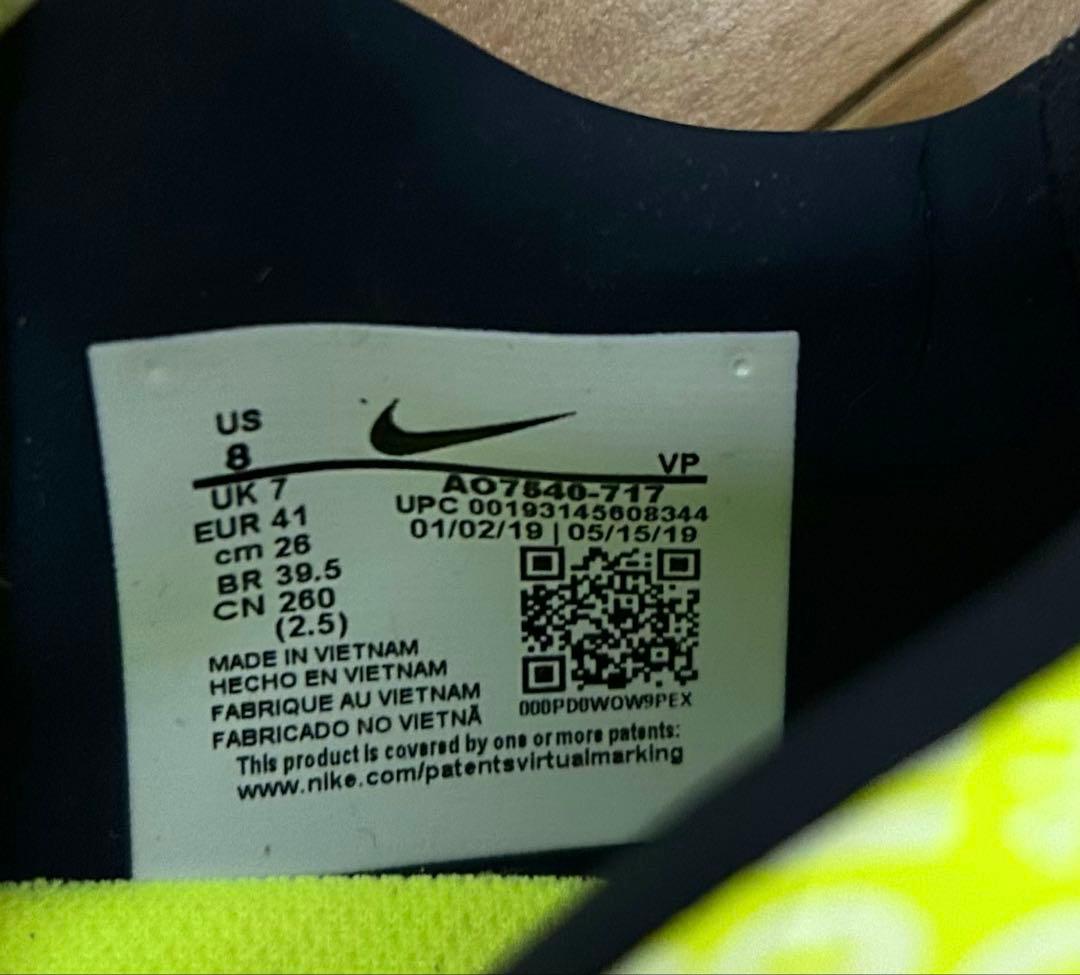 US
8
VP
UK 7
EUR 41
cm 26
BR 39.5
CN 260
(2.5)
AO7540-717
UPC 00193145608344
01/02/19 | 05/15/19
000PD0WOW9PEX
MADE IN VIETNAM
HECHO EN VIETNAM
FABRIQUE AU VIETNAM
FABRICADO NO VIETNÃ
This product is covered by one or more patents:
www.nike.com/patentsvirtualmarking